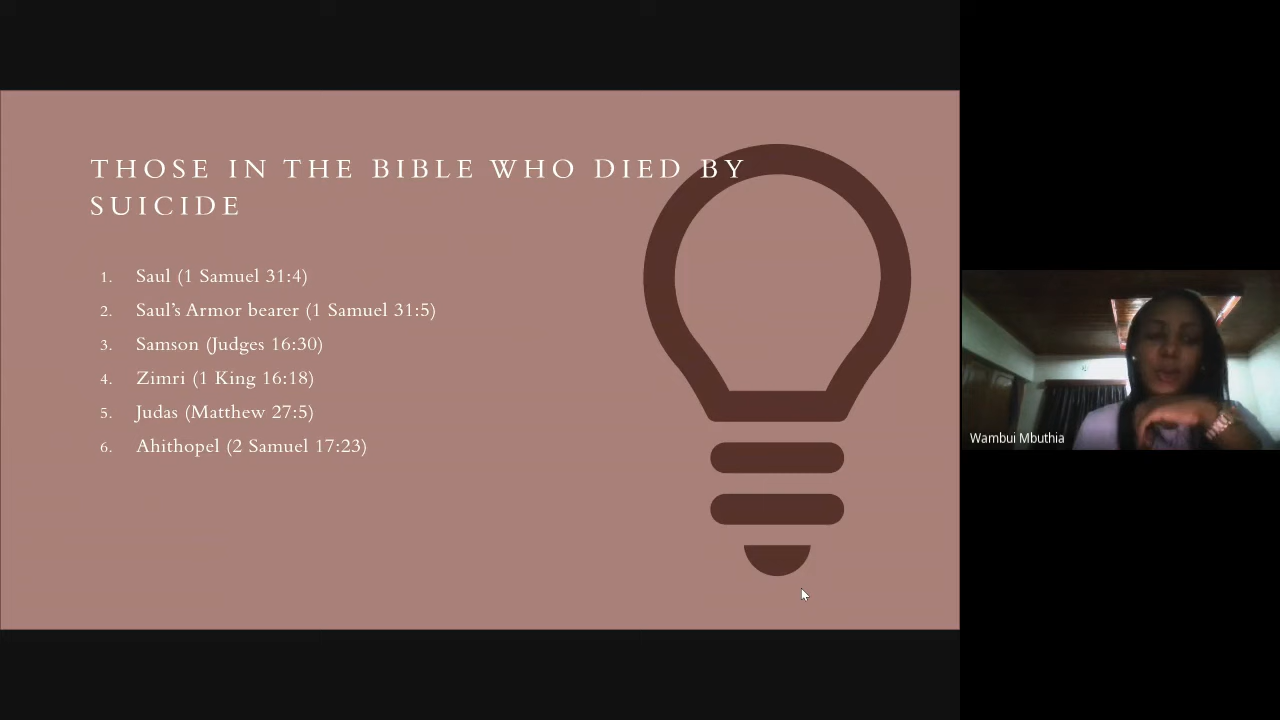 THOSE IN THE BIBLE WHO DIED BY
SUICIDE
1. Saul (1 Samuel 31:4)
2. Saul’s Armor bearer (1 Samuel 31:5)
3. Samson (Judges 16:30)
4. Zimri (1 King 16:18)
5. Judas (Matthew 27:5)
6. Ahithopel (2 Samuel 17:23)
Wambui Mbuthia